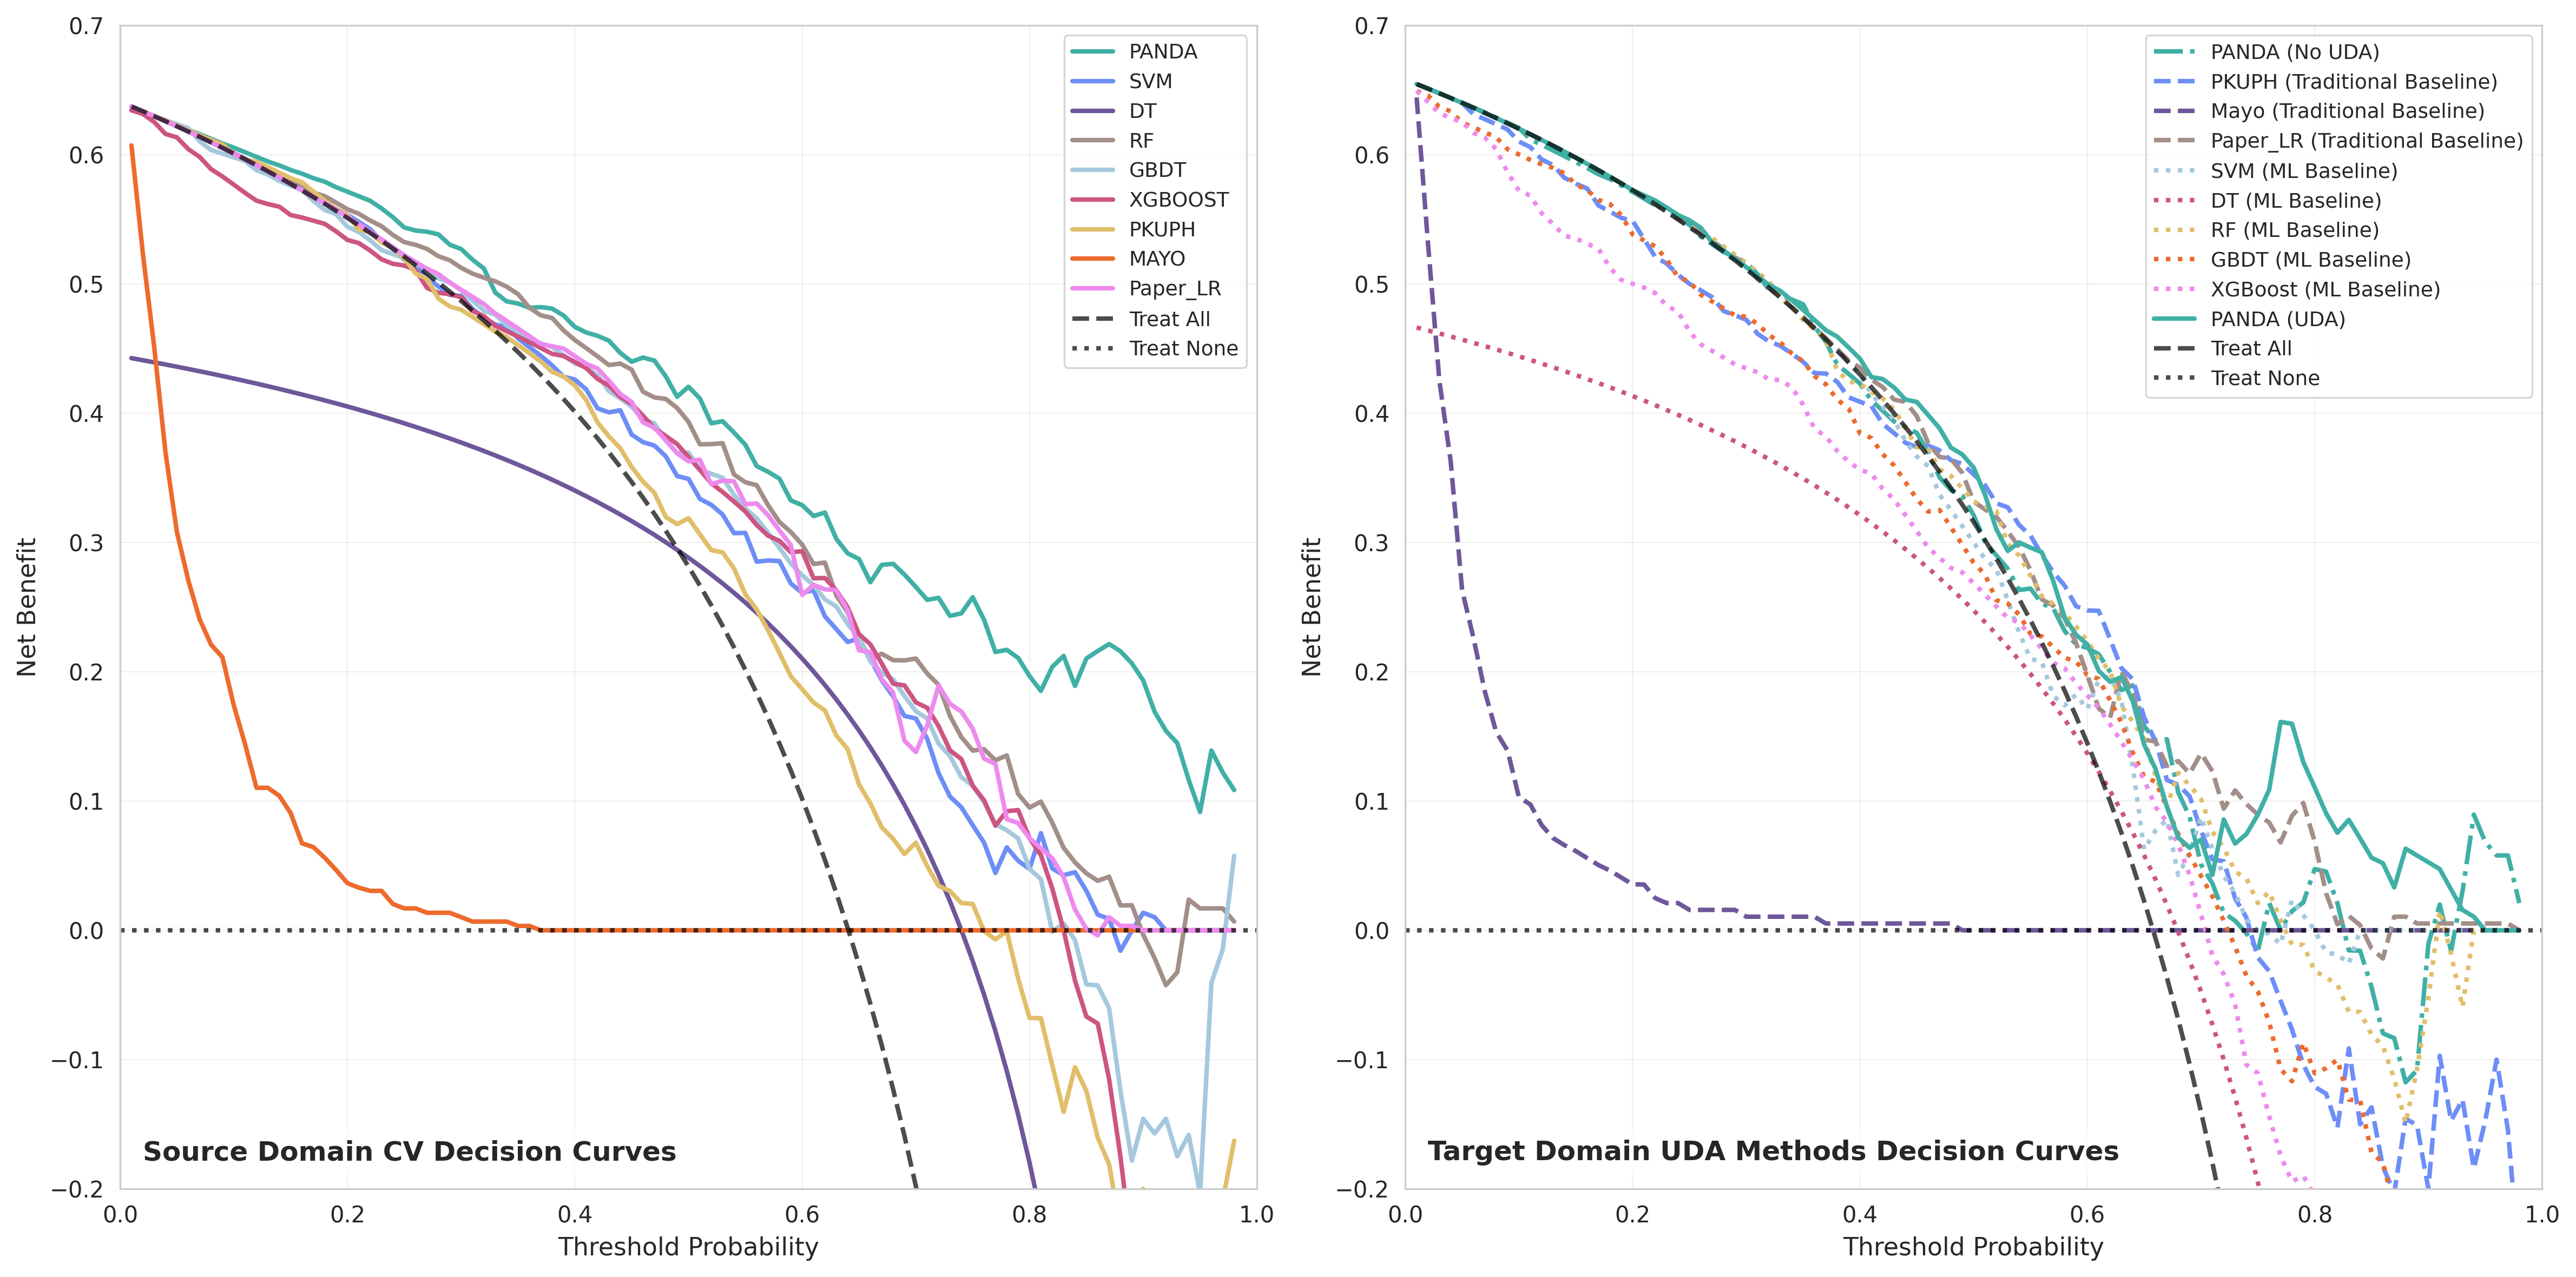 0.7
0.6
0.5
0.4
0.3
0.2
0.1
0.0
−0.1
−0.2
Net Benefit
0.0 0.2 0.4 0.6 0.8 1.0
Threshold Probability
PANDA
SVM
DT
RF
GBDT
XGBOOST
PKUPH
MAYO
Paper_LR
Treat All
Treat None
Source Domain CV Decision Curves
0.7
0.6
0.5
0.4
0.3
0.2
0.1
0.0
−0.1
−0.2
Net Benefit
0.0 0.2 0.4 0.6 0.8 1.0
Threshold Probability
PANDA (No UDA)
PKUPH (Traditional Baseline)
Mayo (Traditional Baseline)
Paper_LR (Traditional Baseline)
SVM (ML Baseline)
DT (ML Baseline)
RF (ML Baseline)
GBDT (ML Baseline)
XGBoost (ML Baseline)
PANDA (UDA)
Treat All
Treat None
Target Domain UDA Methods Decision Curves